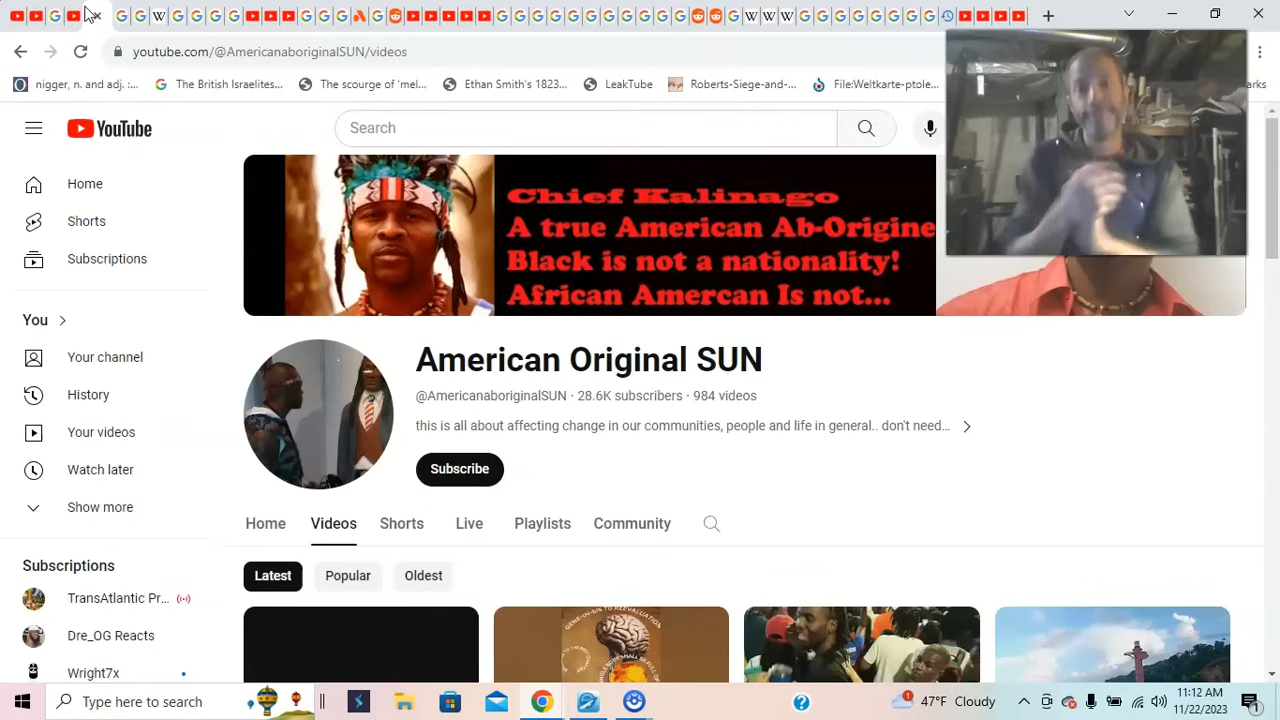 youtube.com/@AmericanaboriginalSUN/videos
nigger, n. and adj. :...
The British Israelites...
The scourge of 'mel...
Ethan Smith's 1823...
LeakTube
Roberts-Siege-and-...
File:Weltkarte-ptole...
YouTube
Search
Home
Shorts
Subscriptions
You
Your channel
History
Your videos
Watch later
Show more
Subscriptions
TransAtlantic Pr...
Dre_OG Reacts
Wright7x
Chief Kalinago
A true American Ab-Origine
Black is not a nationality!
African Amercan Is not...
American Original SUN
@AmericanaboriginalSUN · 28.6K subscribers · 984 videos
this is all about affecting change in our communities, people and life in general.. don't need...
Subscribe
Home
Videos
Shorts
Live
Playlists
Community
Latest
Popular
Oldest
GENE-IN-SIS TO REEVALUATION
Type here to search
47°F Cloudy
11:12 AM
11/22/2023